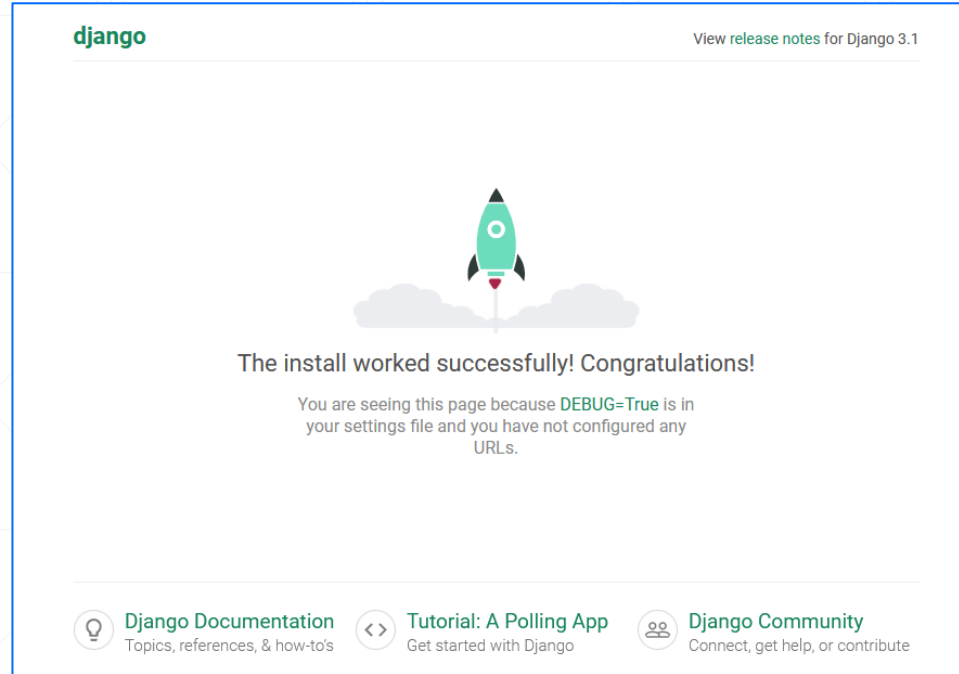 django
View release notes for Django 3.1
The install worked successfully! Congratulations!
You are seeing this page because DEBUG=True is in
your settings file and you have not configured any
URLs.
Django Documentation
Topics, references, & how-to's
Tutorial: A Polling App
Get started with Django
Django Community
Connect, get help, or contribute